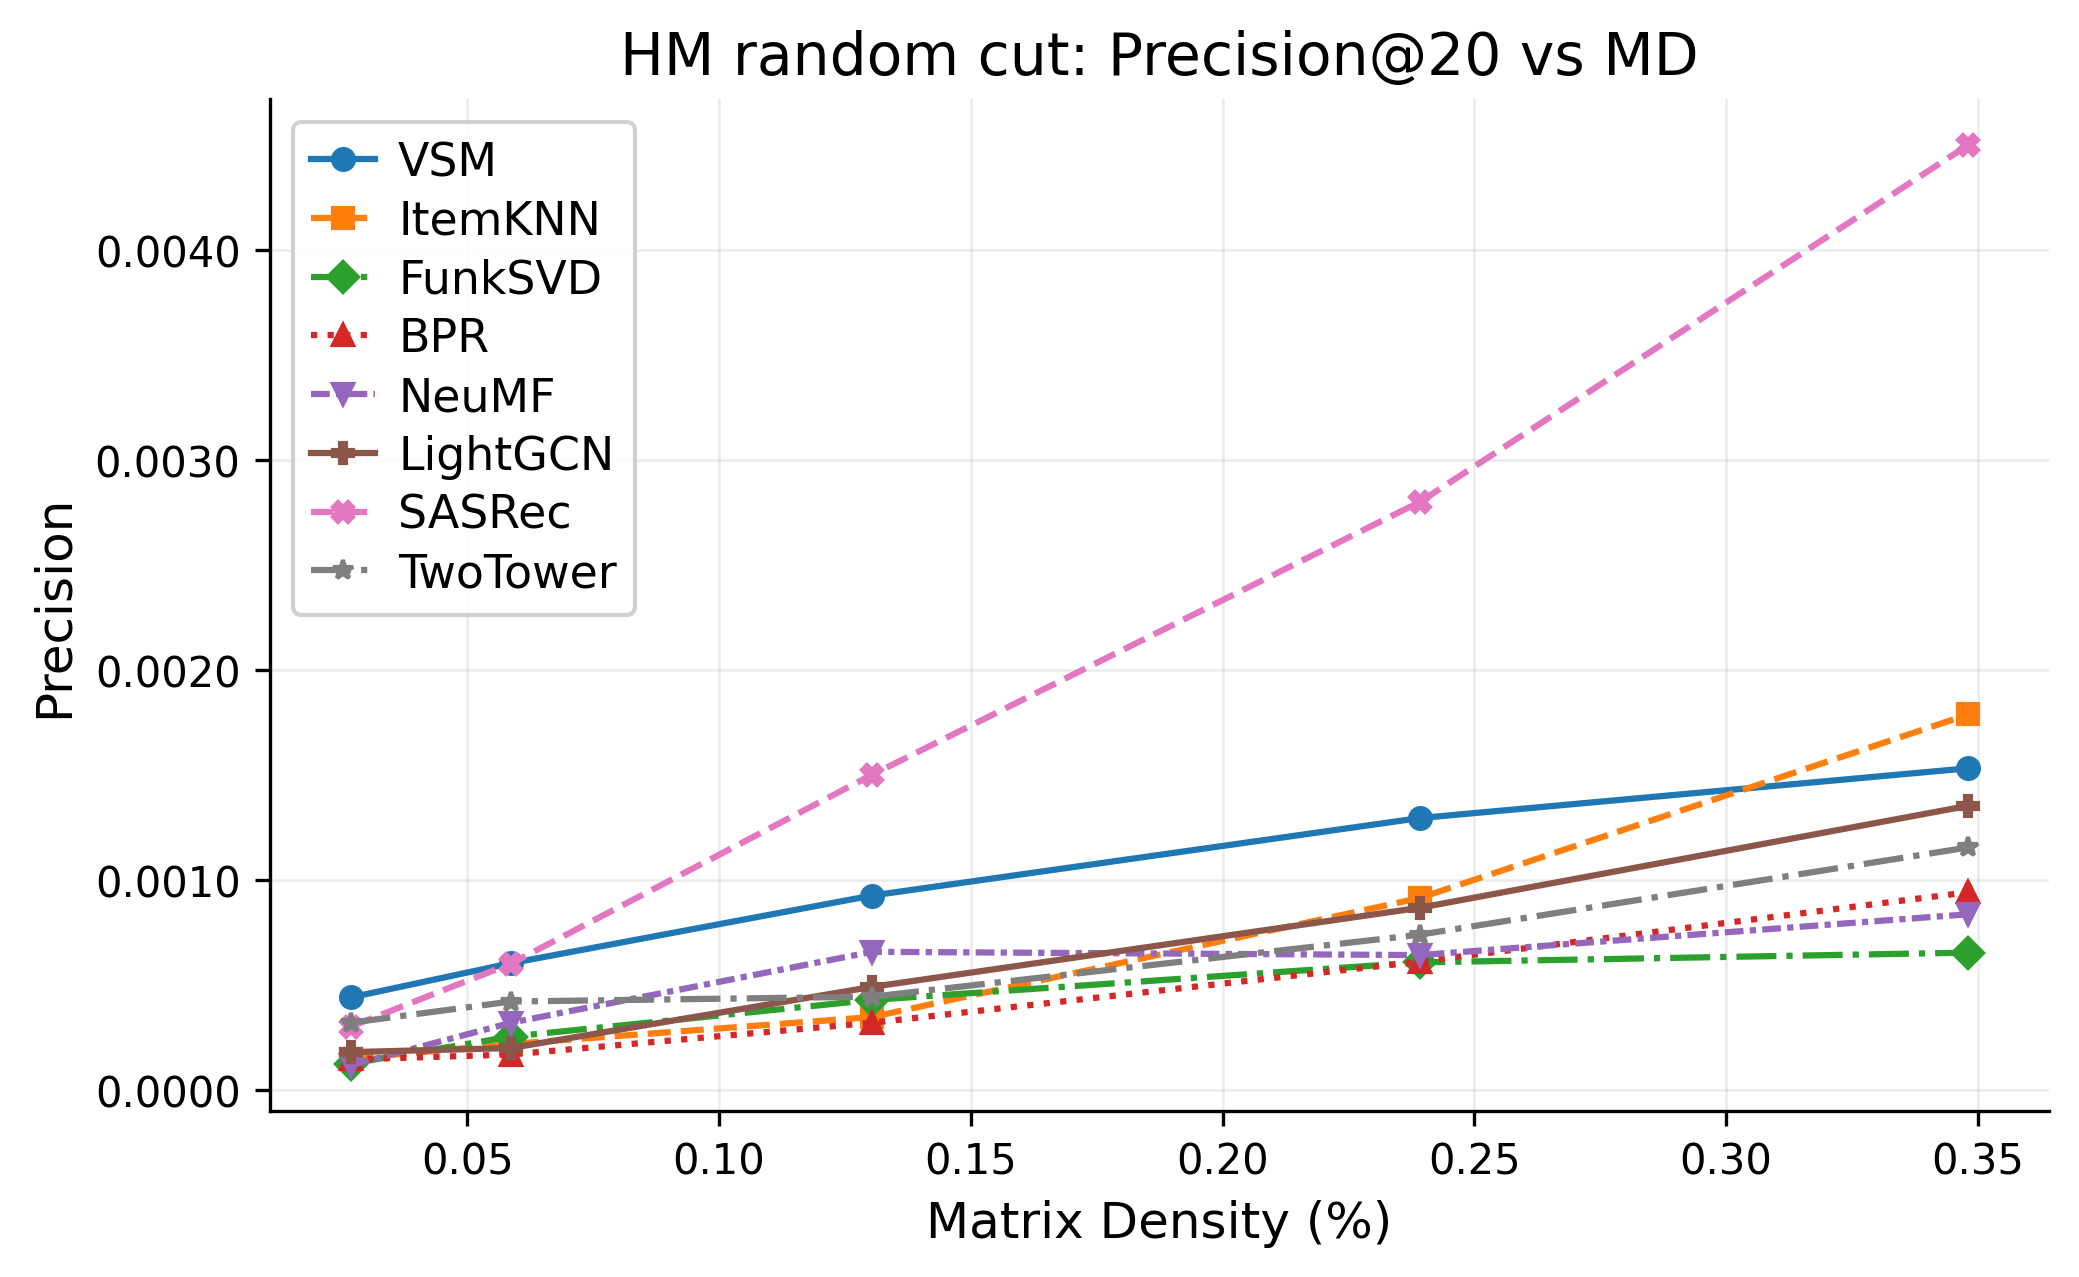 HM random cut: Precision@20 vs MD
VSM
ItemKNN
FunkSVD
BPR
NeuMF
LightGCN
SASRec
TwoTower
Precision
0.0040
0.0030
0.0020
0.0010
0.0000
0.05 0.10 0.15 0.20 0.25 0.30 0.35
Matrix Density (%)